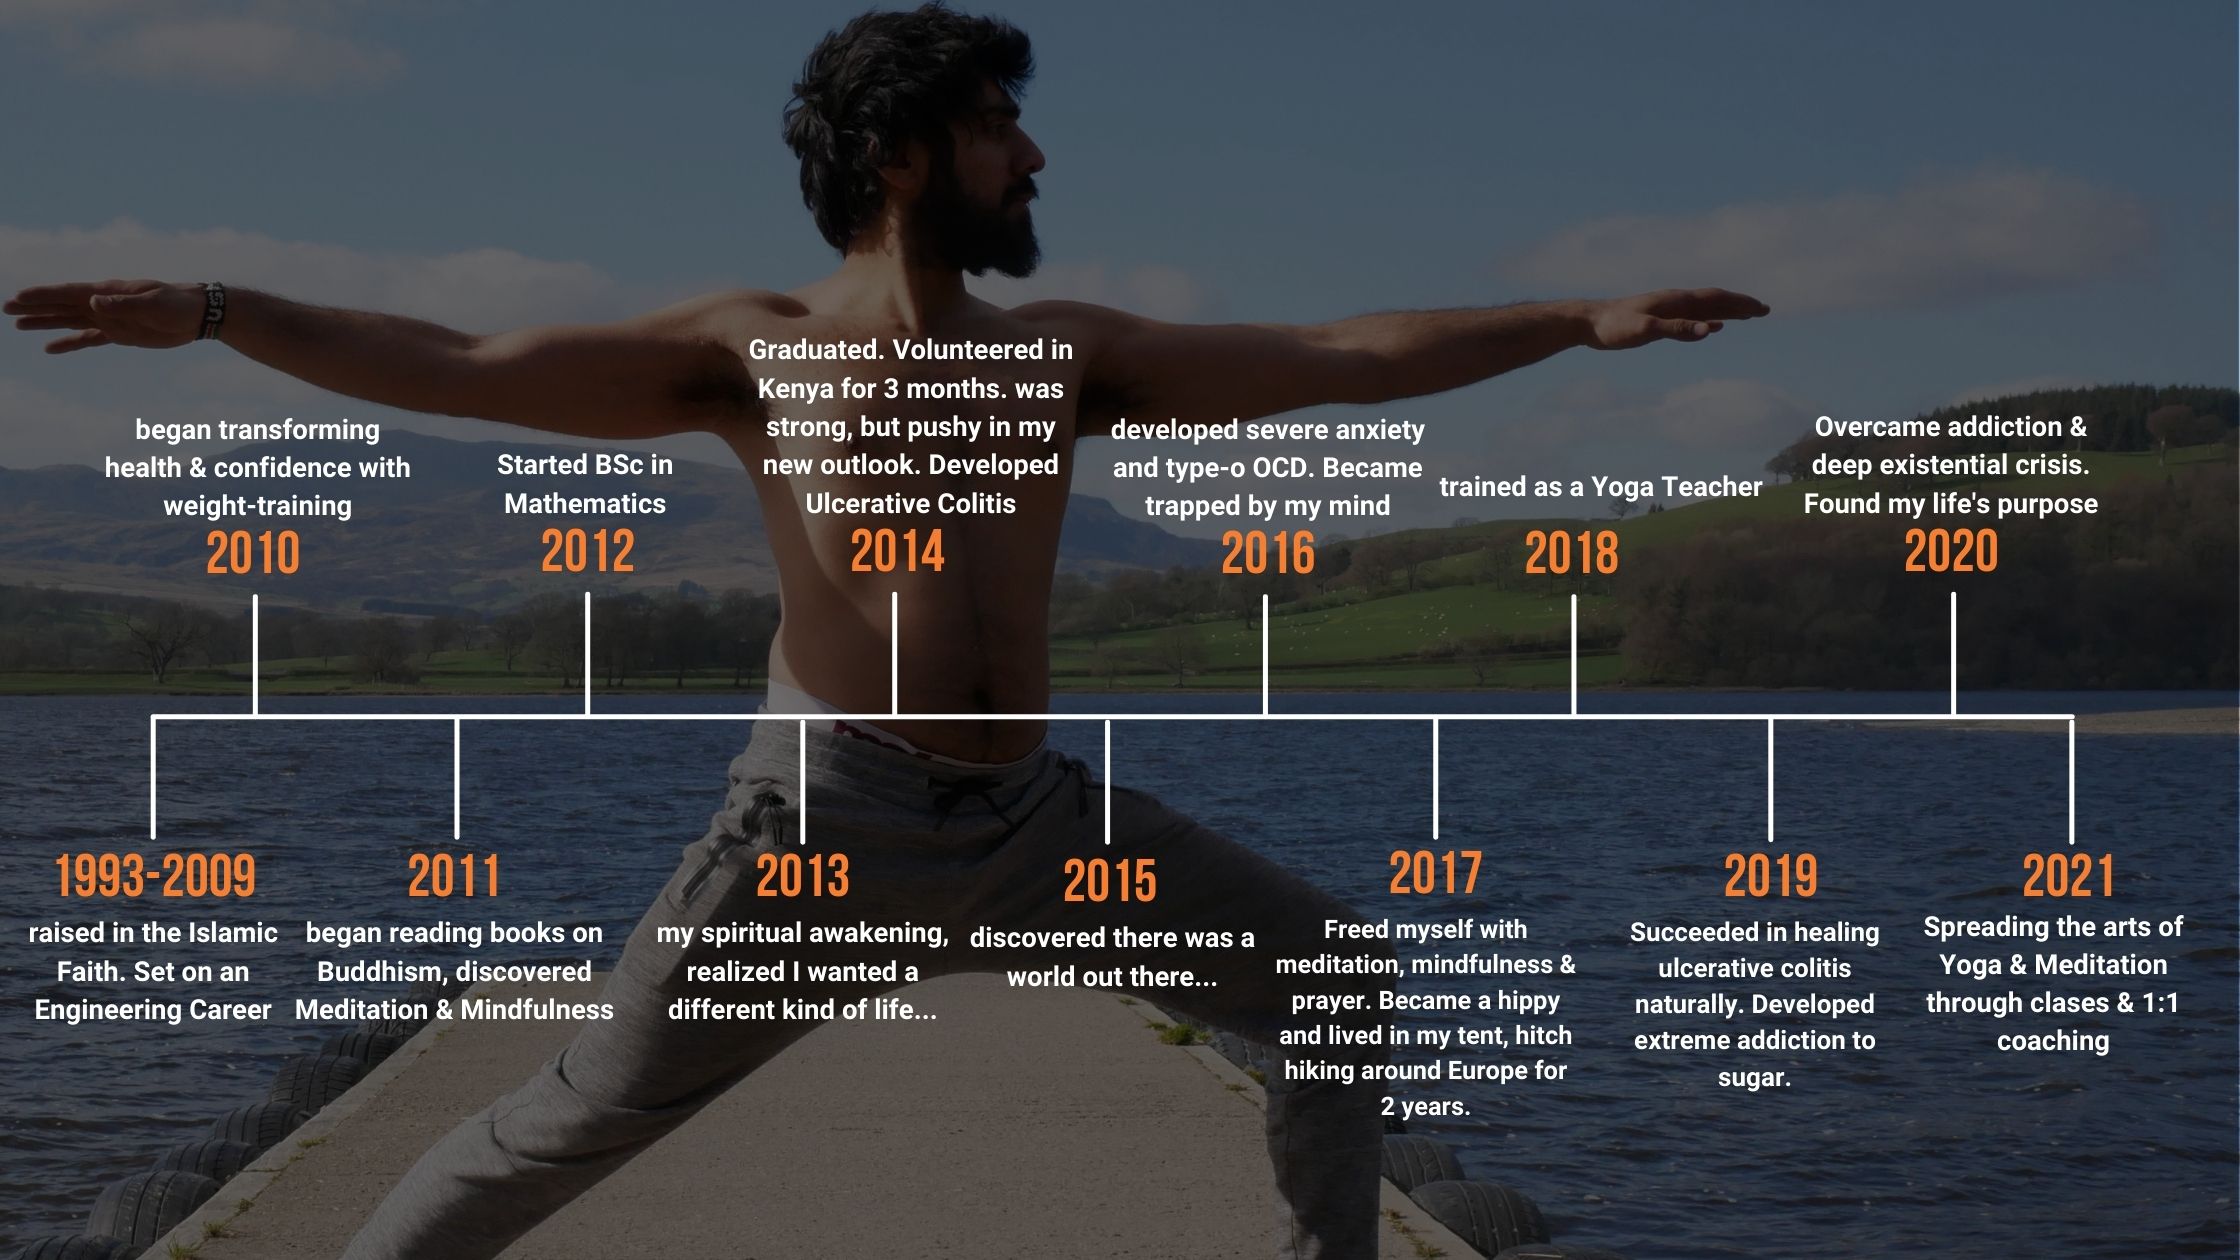 began transforming
health & confidence with
weight-training
2010
Started BSc in
Mathematics
2012
Graduated. Volunteered in
Kenya for 3 months. was
strong, but pushy in my
new outlook. Developed
Ulcerative Colitis
2014
developed severe anxiety
and type-o OCD. Became
trapped by my mind
2016
trained as a Yoga Teacher
2018
Overcame addiction &
deep existential crisis.
Found my life's purpose
2020
1993-2009
raised in the Islamic
Faith. Set on an
Engineering Career
2011
began reading books on
Buddhism, discovered
Meditation & Mindfulness
2013
my spiritual awakening,
realized I wanted a
different kind of life...
2015
discovered there was a
world out there...
2017
Freed myself with
meditation, mindfulness &
prayer. Became a hippy
and lived in my tent, hitch
hiking around Europe for
2 years.
2019
Succeeded in healing
ulcerative colitis
naturally. Developed
extreme addiction to
sugar.
2021
Spreading the arts of
Yoga & Meditation
through clases & 1:1
coaching